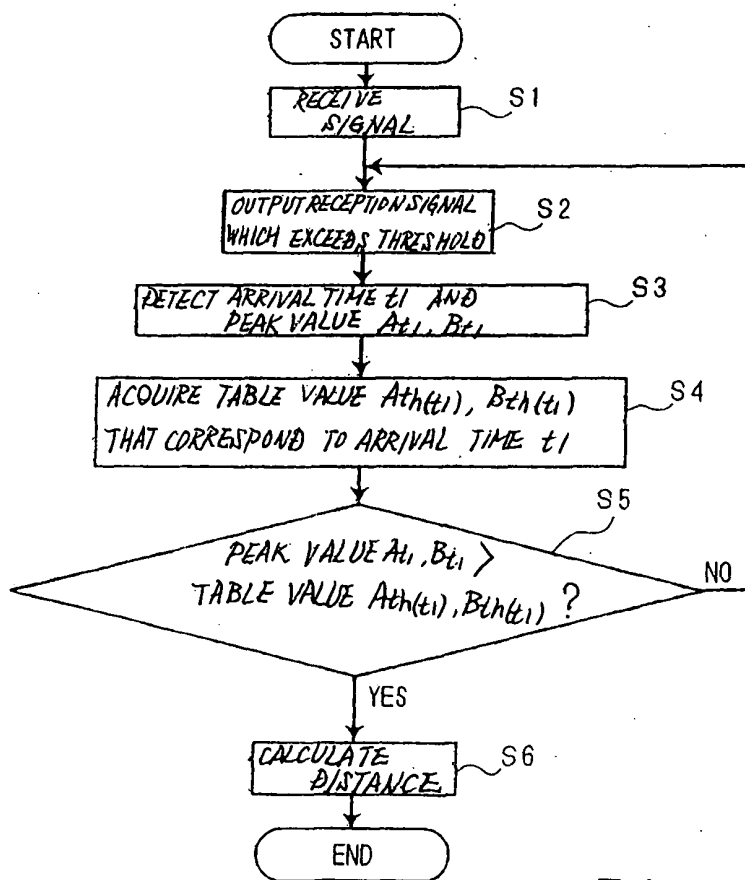 START
RECEIVE
SIGNAL
S1
OUTPUT RECEPTION SIGNAL
WHICH EXCEEDS THRESHOLD
S2
DETECT ARRIVAL TIME t1 AND
PEAK VALUE At1, Bt1
S3
ACQUIRE TABLE VALUE Ath(t1), Bth(t1)
THAT CORRESPOND TO ARRIVAL TIME t1
S4
S5
PEAK VALUE At1, Bt1 >
TABLE VALUE Ath(t1), Bth(t1) ?
NO
YES
CALCULATE
DISTANCE
S6
END